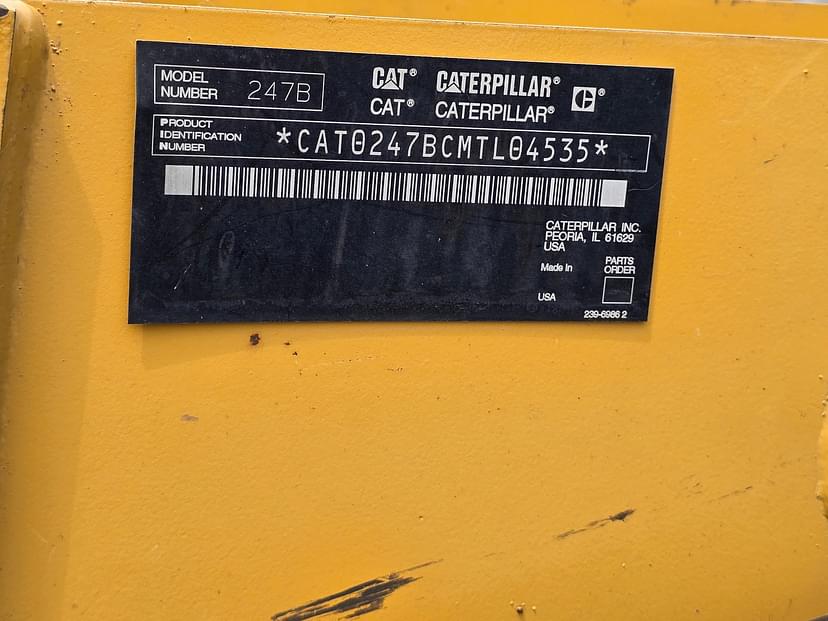 MODEL
NUMBER 247B
CAT® CATERPILLAR® C®
CAT® CATERPILLAR®
PRODUCT
IDENTIFICATION
NUMBER
*CAT0247BCMTL04535*
CATERPILLAR INC.
PEORIA, IL 61629
USA
Made in
USA
PARTS
ORDER
239-6986 2